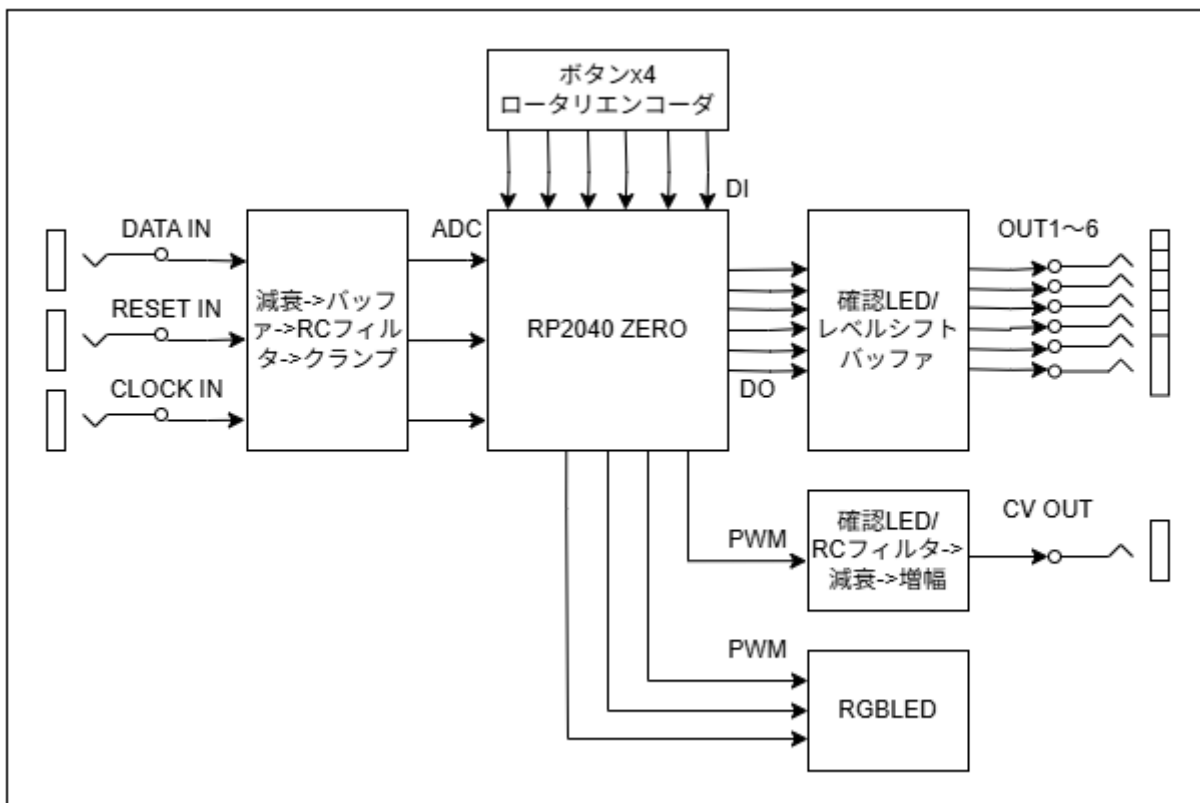 ボタンx4
ロータリエンコーダ
DI
DATA IN
ADC
OUT1～6
RESET IN
減衰->バッフ
ァ->RCフィル
タ->クランプ
RP2040 ZERO
確認LED/
レベルシフト
バッファ
CLOCK IN
DO
PWM
確認LED/
RCフィルタ->
減衰->増幅
CV OUT
PWM
RGBLED